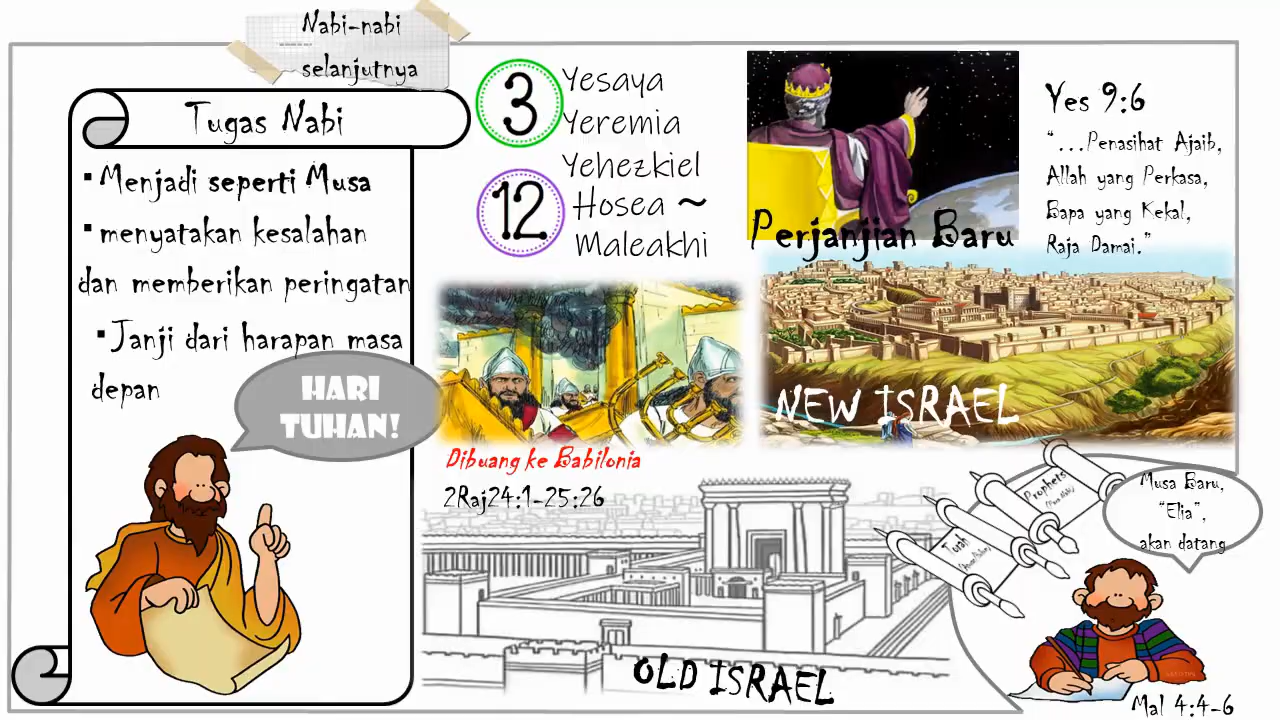 Nabi-nabi
selanjutnya
Tugas Nabi
▪Menjadi seperti Musa
▪menyatakan kesalahan
dan memberikan peringatan
▪Janji dari harapan masa
depan
HARI
TUHAN!
3
Yesaya
Yeremia
Yehezkiel
12
Hosea ~
Maleakhi
Perjanjian Baru
Yes 9:6
"...Penasihat Ajaib,
Allah yang Perkasa,
Bapa yang Kekal,
Raja Damai."
NEW ISRAEL
Dibuang ke Babilonia
2Raj24:1-25:26
OLD ISRAEL
Prophets
Torah
Musa Baru,
"Elia",
akan datang
Mal 4:4-6